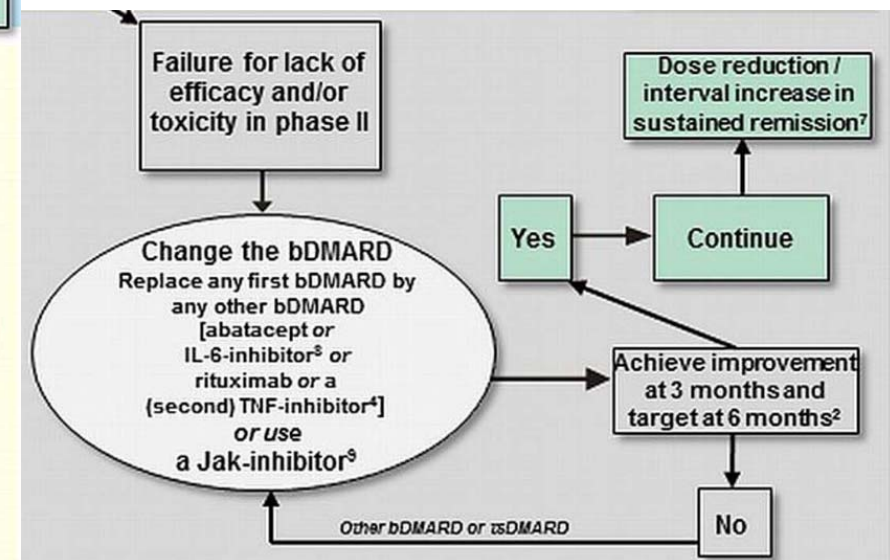 Failure for lack of
efficacy and/or
toxicity in phase II
Dose reduction /
interval increase in
sustained remission⁷
Yes
Continue
Change the bDMARD
Replace any first bDMARD by
any other bDMARD
[abatacept or
IL-6-inhibitor⁸ or
rituximab or a
(second) TNF-inhibitor⁴]
or use
a Jak-inhibitor⁹
Achieve improvement
at 3 months and
target at 6 months²
No
Other bDMARD or tsDMARD